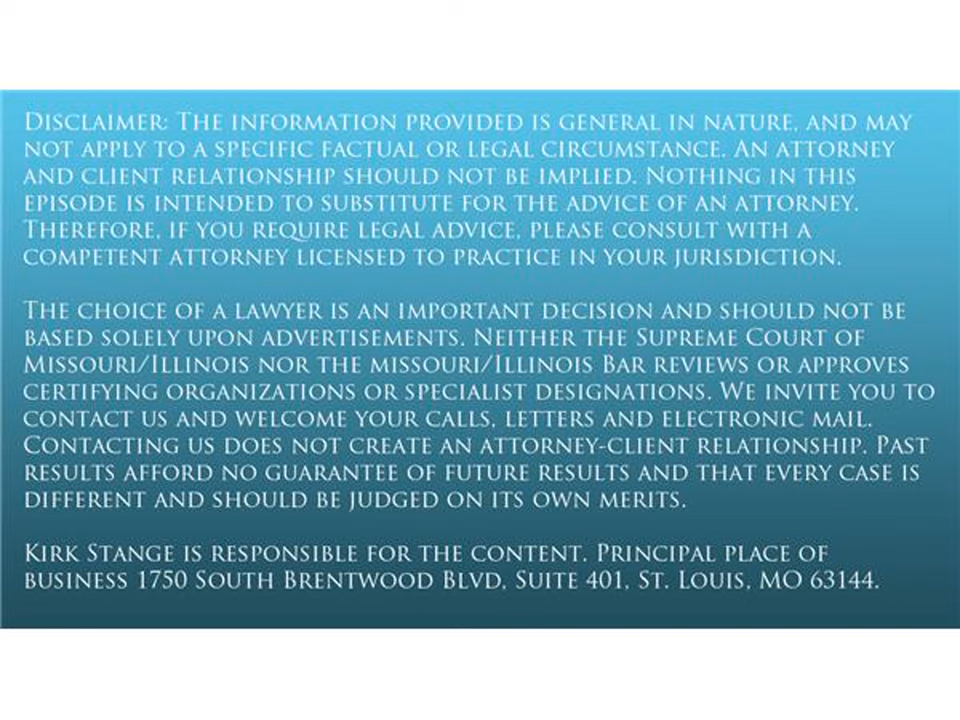 Disclaimer: The information provided is general in nature, and may
not apply to a specific factual or legal circumstance. An attorney
and client relationship should not be implied. Nothing in this
episode is intended to substitute for the advice of an attorney.
Therefore, if you require legal advice, please consult with a
competent attorney licensed to practice in your jurisdiction.
The choice of a lawyer is an important decision and should not be
based solely upon advertisements. Neither the Supreme Court of
Missouri/Illinois nor the missouri/Illinois Bar reviews or approves
certifying organizations or specialist designations. We invite you to
contact us and welcome your calls, letters and electronic mail.
Contacting us does not create an attorney-client relationship. Past
results afford no guarantee of future results and that every case is
different and should be judged on its own merits.
Kirk Stange is responsible for the content. Principal place of
business 1750 South Brentwood Blvd, Suite 401, St. Louis, MO 63144.